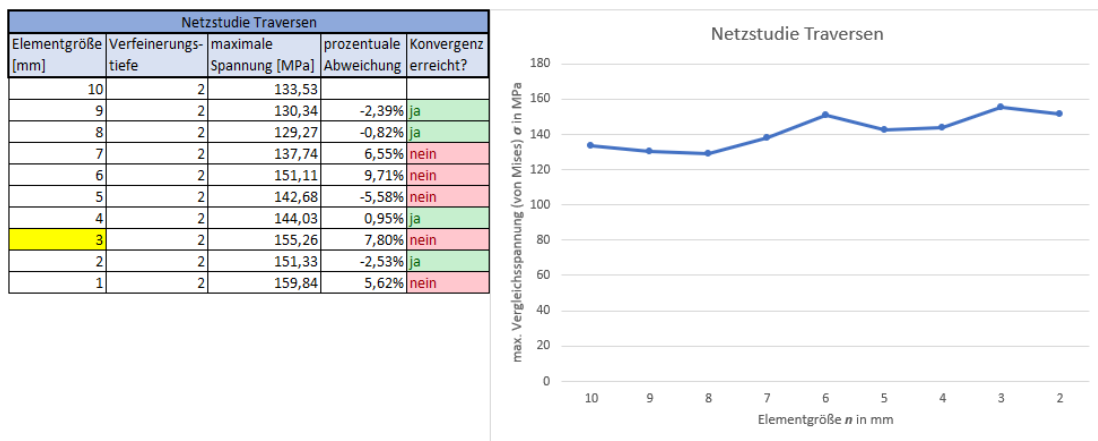 Netzstudie Traversen
Elementgröße Verfeinerungs- maximale prozentuale Konvergenz
[mm] tiefe Spannung [MPa] Abweichung erreicht?
10 2 133,53
9 2 130,34 -2,39% ja
8 2 129,27 -0,82% ja
7 2 137,74 6,55% nein
6 2 151,11 9,71% nein
5 2 142,68 -5,58% nein
4 2 144,03 0,95% ja
3 2 155,26 7,80% nein
2 2 151,33 -2,53% ja
1 2 159,84 5,62% nein
Netzstudie Traversen
max. Vergleichsspannung (von Mises) σ in MPa
180
160
140
120
100
80
60
40
20
0
10 9 8 7 6 5 4 3 2
Elementgröße n in mm